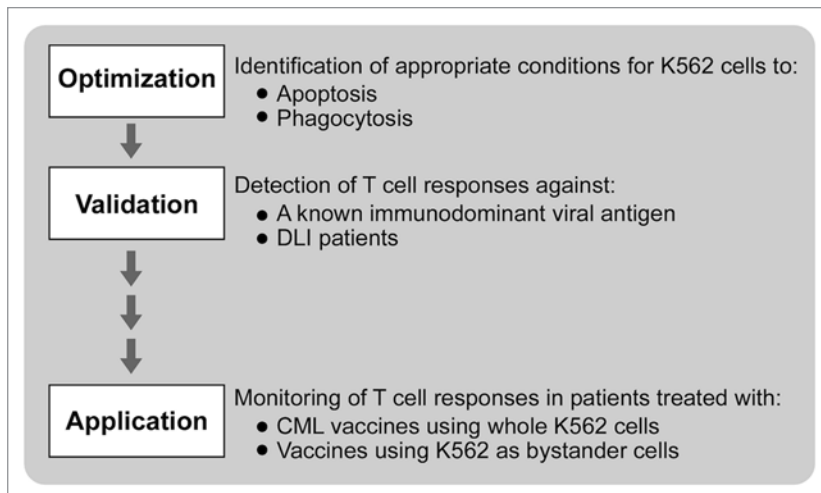 Optimization
Identification of appropriate conditions for K562 cells to:
● Apoptosis
● Phagocytosis
Validation
Detection of T cell responses against:
● A known immunodominant viral antigen
● DLI patients
Application
Monitoring of T cell responses in patients treated with:
● CML vaccines using whole K562 cells
● Vaccines using K562 as bystander cells